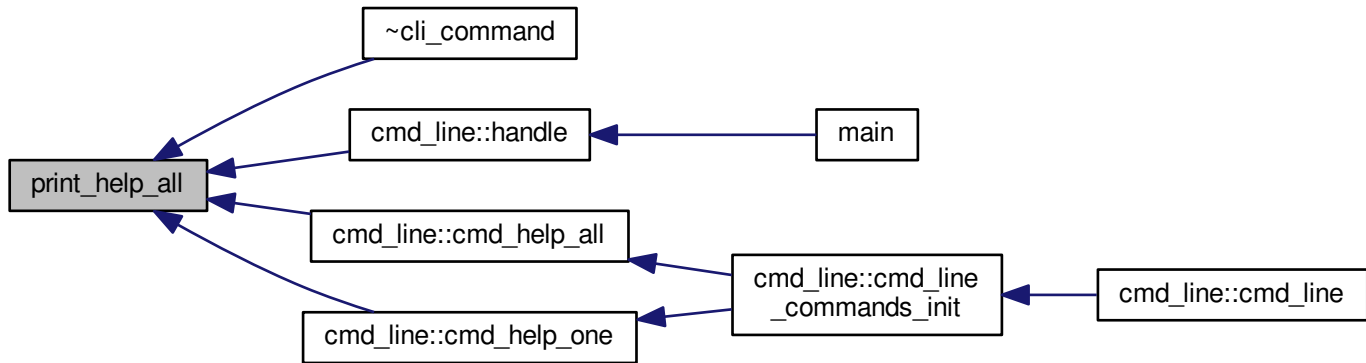 ~cli_command
cmd_line::handle
main
print_help_all
cmd_line::cmd_help_all
cmd_line::cmd_line
_commands_init
cmd_line::cmd_line
cmd_line::cmd_help_one